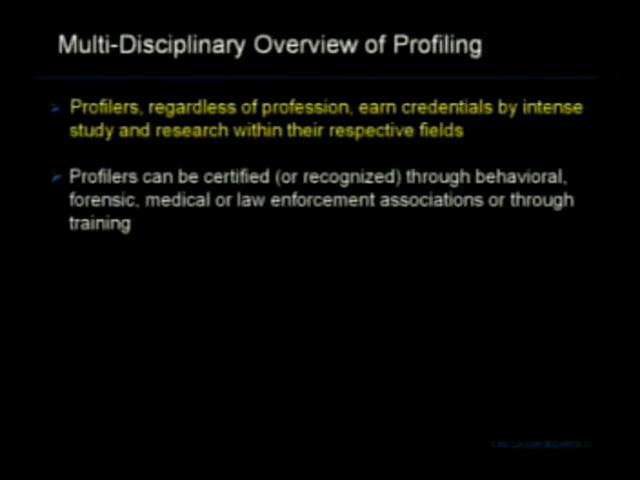 Multi-Disciplinary Overview of Profiling
Profilers, regardless of profession, earn credentials by intense
study and research within their respective fields
Profilers can be certified (or recognized) through behavioral,
forensic, medical or law enforcement associations or through
training